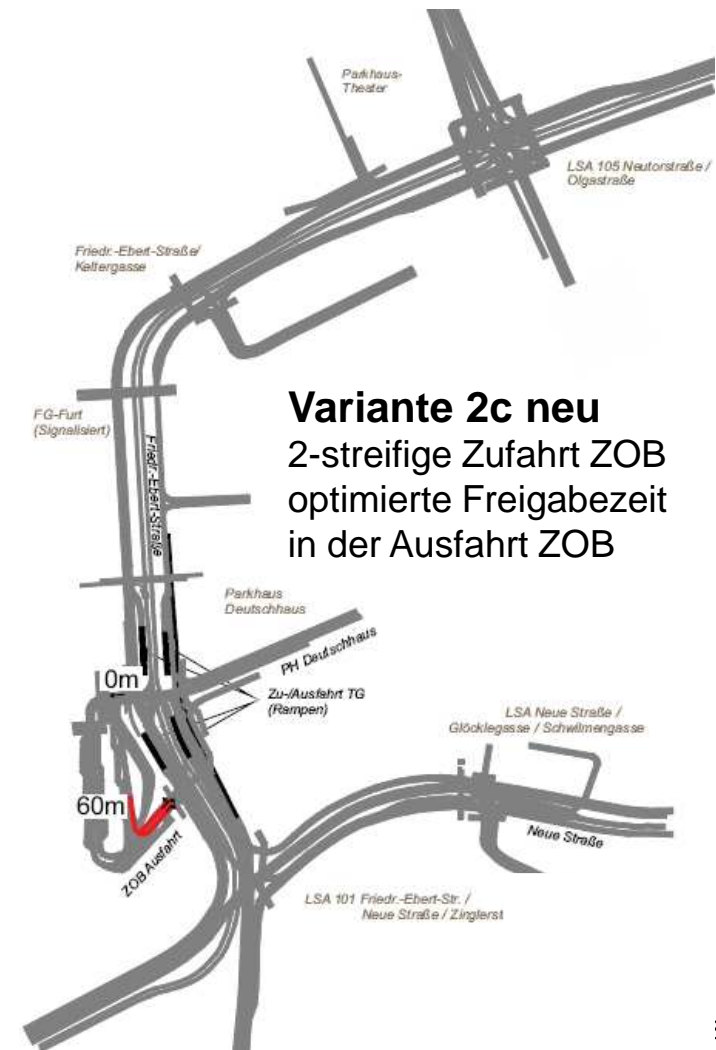 Parkhaus-
Theater
LSA 105 Neutorstraße /
Olgastraße
Friedr.-Ebert-Straße/
Keltergasse
FG-Furt
(Signalisiert)
Friedr.-Ebert-Straße
Variante 2c neu
2-streifige Zufahrt ZOB
optimierte Freigabezeit
in der Ausfahrt ZOB
Parkhaus
Deutschhaus
PH Deutschhaus
0m
Zu-/Ausfahrt TG
(Rampen)
LSA Neue Straße /
Glöcklegasse / Schwilmengasse
60m
Neue Straße
ZOB Ausfahrt
LSA 101 Friedr.-Ebert-Str. /
Neue Straße / Zinglerst